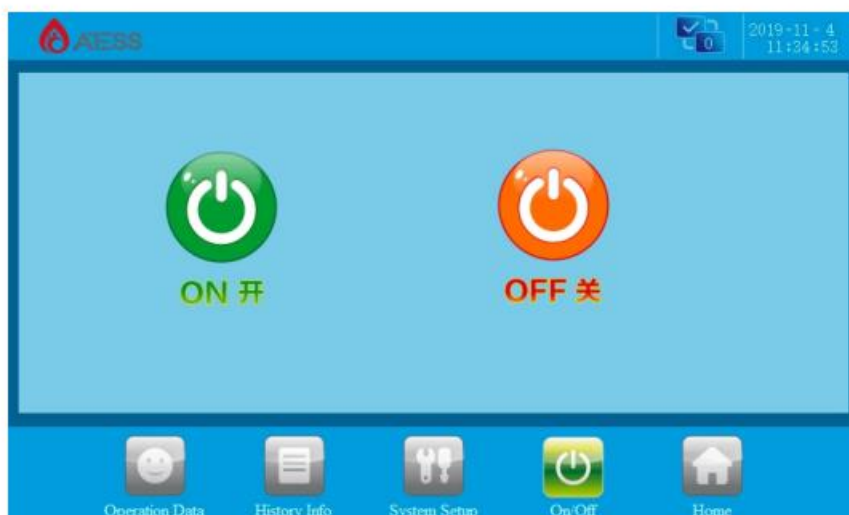 ATESS
2019-11- 4
11:34:53
0
ON 开
OFF 关
Operation Data
History Info
System Setup
On/Off
Home